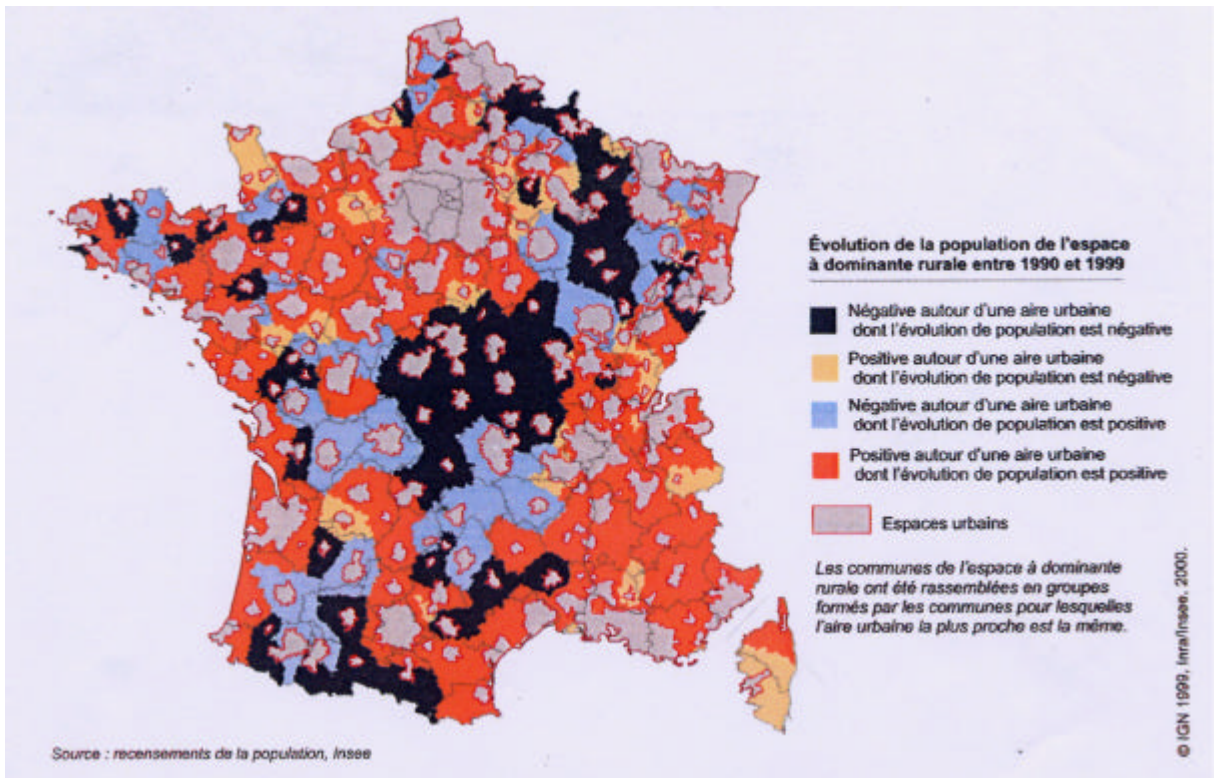 Évolution de la population de l'espace
à dominante rurale entre 1990 et 1999
Négative autour d'une aire urbaine
dont l'évolution de population est négative
Positive autour d'une aire urbaine
dont l'évolution de population est négative
Négative autour d'une aire urbaine
dont l'évolution de population est positive
Positive autour d'une aire urbaine
dont l'évolution de population est positive
Espaces urbains
Les communes de l'espace à dominante
rurale ont été rassemblées en groupes
formés par les communes pour lesquelles
l'aire urbaine la plus proche est la même.
© IGN 1999, Inra/Insee. 2000.
Source : recensements de la population, Insee